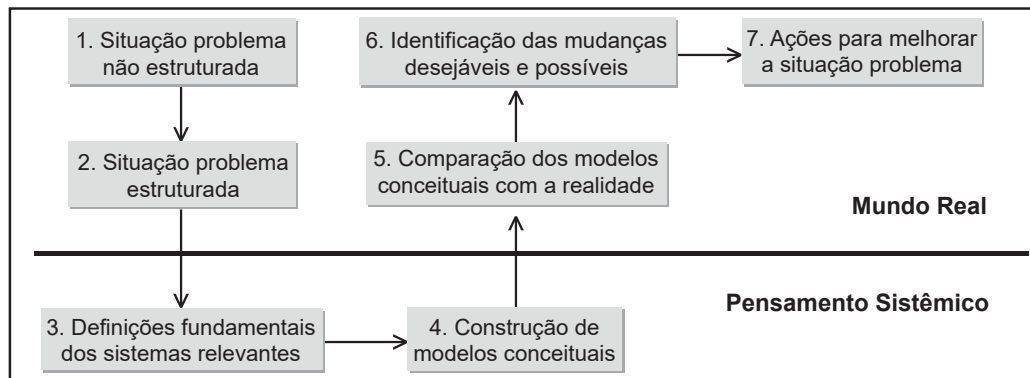 1. Situação problema
não estruturada
2. Situação problema
estruturada
3. Definições fundamentais
dos sistemas relevantes
4. Construção de
modelos conceituais
5. Comparação dos modelos
conceituais com a realidade
6. Identificação das mudanças
desejáveis e possíveis
7. Ações para melhorar
a situação problema
Mundo Real
Pensamento Sistêmico